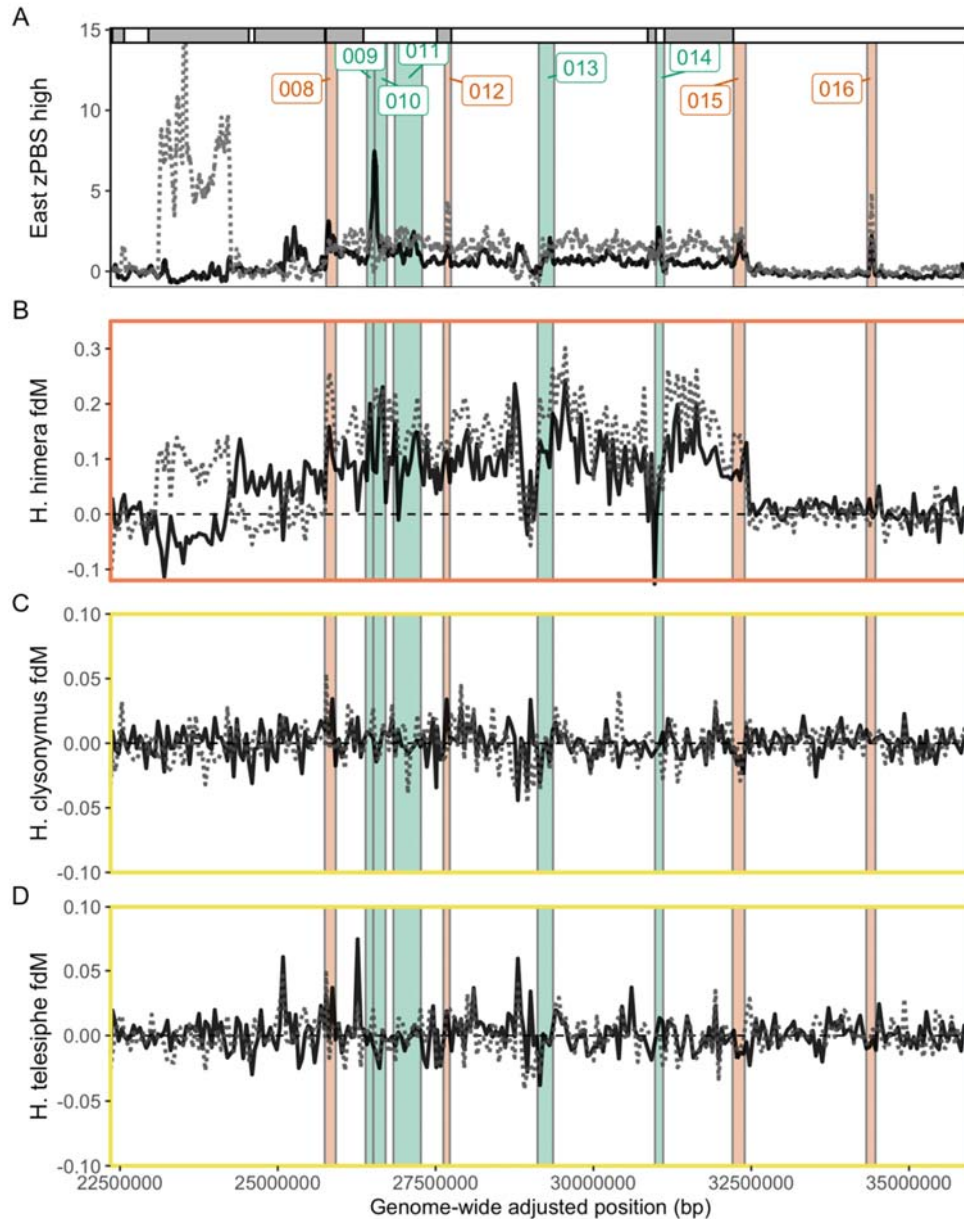 A
15
10
5
0
East zPBS high
008
009
010
011
012
013
014
015
016
B
0.3
0.2
0.1
0.0
-0.1
H. himera fdM
C
0.10
0.05
0.00
-0.05
-0.10
H. clysonymus fdM
D
0.10
0.05
0.00
-0.05
-0.10
H. telesiphe fdM
22500000 25000000 27500000 30000000 32500000 35000000
Genome-wide adjusted position (bp)